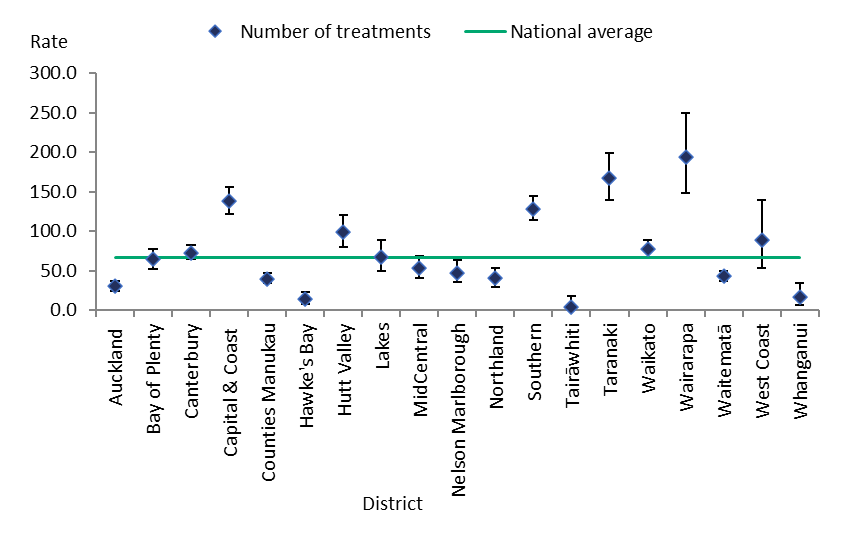 Number of treatments
National average
Rate
300.0
250.0
200.0
150.0
100.0
50.0
0.0
Auckland
Bay of Plenty
Canterbury
Capital & Coast
Counties Manukau
Hawke's Bay
Hutt Valley
Lakes
MidCentral
Nelson Marlborough
Northland
Southern
Tairāwhiti
Taranaki
Waikato
Wairarapa
Waitematā
West Coast
Whanganui
District